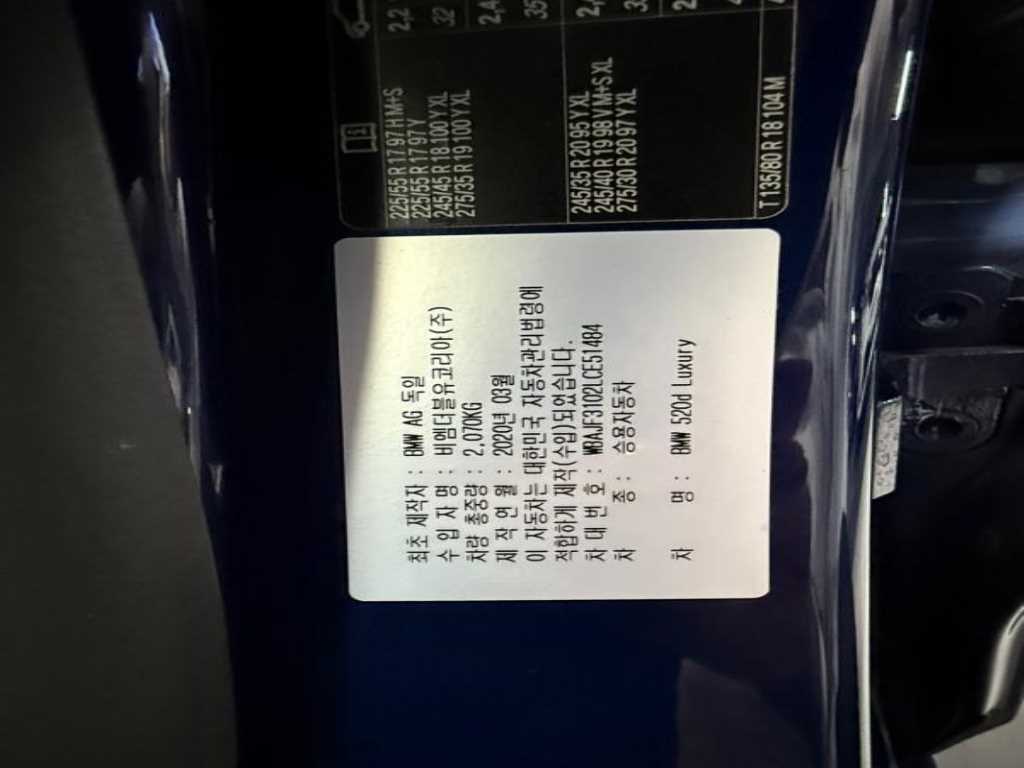 최초 제작자 : BMW AG 독일
수 입 자 명 : 비엠더블유코리아(주)
차량 총중량 : 2,070KG
제 작 연 월 : 2020년 03월
이 자동차는 대한민국 자동차관리법령에
적합하게 제작(수입)되었습니다.
차 대 번 호 : WBAJF3102LCE51484
차 종 : 승용자동차
차 명 : BMW 520d Luxury
225/55 R 17 97 H M+S 2,2
225/55 R 17 97 Y 32
245/45 R 18 100 Y XL 2,4
275/35 R 19 100 Y XL 35
245/35 R 20 95 Y XL
245/40 R 19 98 V M+S XL
275/30 R 20 97 Y XL
T 135/80 R 18 104 M